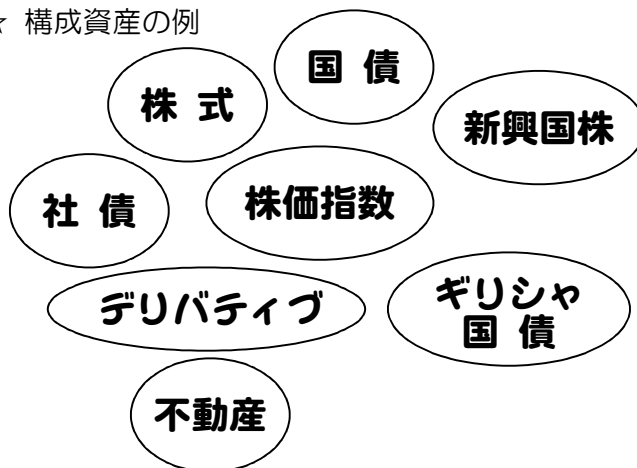 ☆ 構成資産の例
国 債
株 式
新興国株
社 債
株価指数
デリバティブ
ギリシャ
国 債
不動産